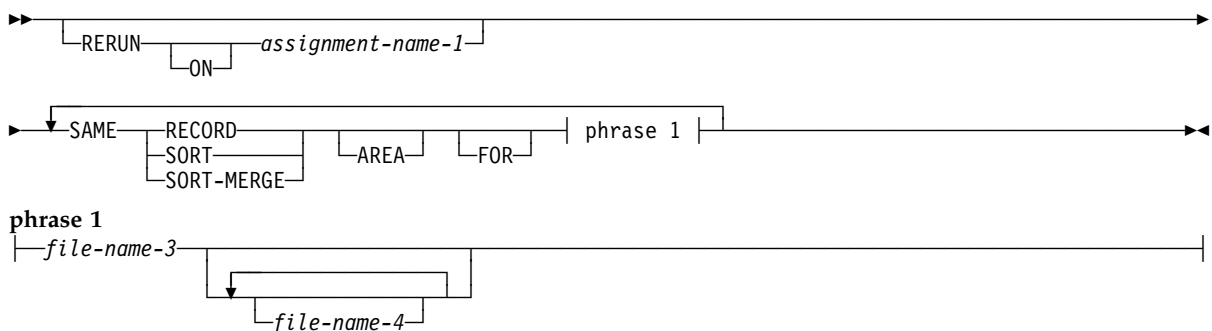 RERUN assignment-name-1
ON
SAME RECORD phrase 1
SORT AREA FOR
SORT-MERGE
phrase 1
file-name-3
file-name-4